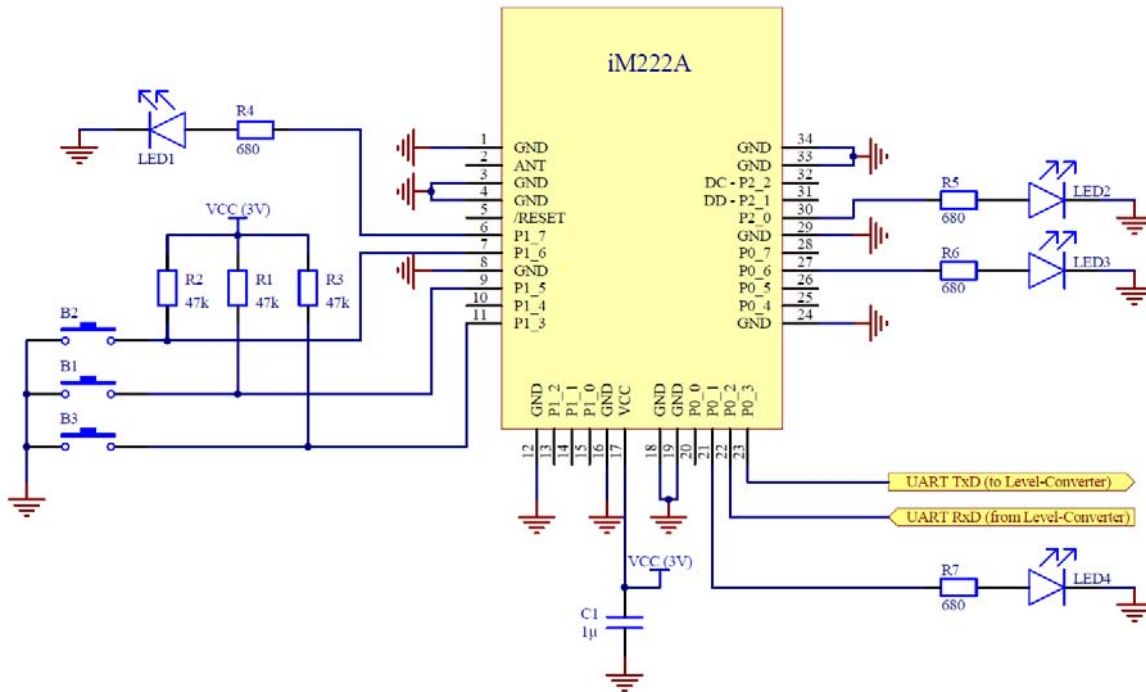 iM222A
R4
680
LED1
1 GND
2 ANT
3 GND
4 GND
5 /RESET
6 P1_7
7 P1_6
8 GND
9 P1_5
10 P1_4
11 P1_3
34 GND
33 GND
32 DC - P2_2
31 DD - P2_1
30 P2_0
29 GND
28 P0_7
27 P0_6
26 P0_5
25 P0_4
24 GND
R5
680
LED2
R6
680
LED3
VCC (3V)
R2
47k
R1
47k
R3
47k
B2
B1
B3
12 GND
13 P1_2
14 P1_1
15 P1_0
16 GND
17 VCC
18 GND
19 GND
20 P0_0
21 P0_1
22 P0_2
23 P0_3
UART TxD (to Level-Converter)
UART RxD (from Level-Converter)
VCC (3V)
C1
1µ
R7
680
LED4